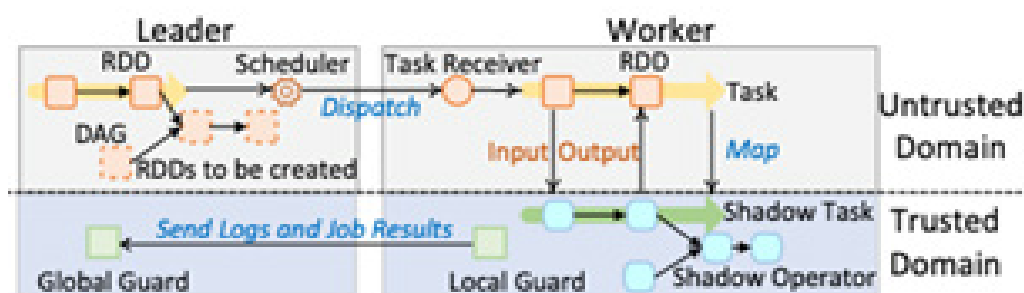 Leader
Worker
RDD
Scheduler
Task Receiver
RDD
Task
Dispatch
DAG
RDDs to be created
Input
Output
Map
Untrusted
Domain
Send Logs and Job Results
Shadow Task
Trusted
Domain
Global Guard
Local Guard
Shadow Operator